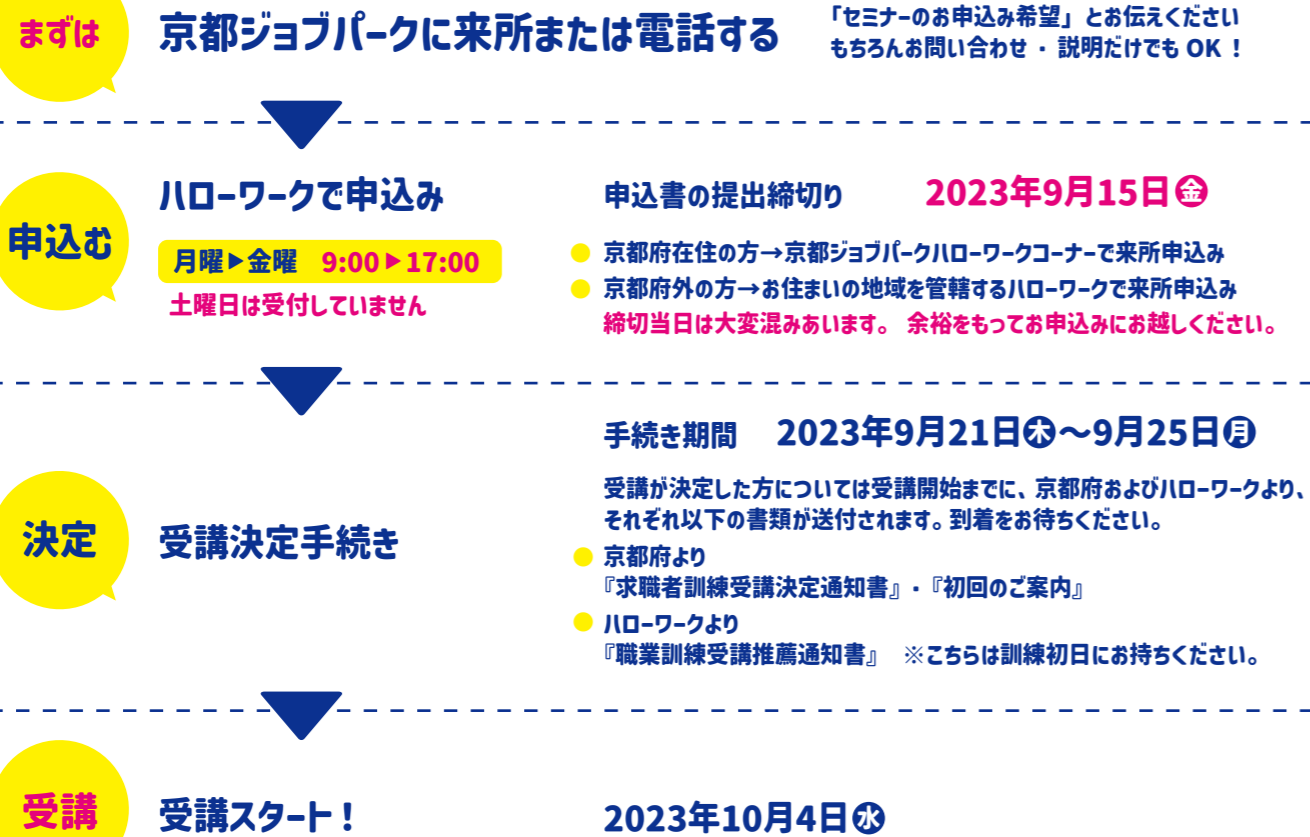 まずは
京都ジョブパークに来所または電話する
「セミナーのお申込み希望」とお伝えください
もちろんお問い合わせ・説明だけでも OK！
申込む
ハローワークで申込み
月曜▶金曜 9:00▶17:00
土曜日は受付していません
申込書の提出締切り 2023年9月15日金
● 京都府在住の方→京都ジョブパークハローワークコーナーで来所申込み
● 京都府外の方→お住まいの地域を管轄するハローワークで来所申込み
締切当日は大変混みあいます。 余裕をもってお申込みにお越しください。
決定
受講決定手続き
手続き期間 2023年9月21日木～9月25日月
受講が決定した方については受講開始までに、京都府およびハローワークより、
それぞれ以下の書類が送付されます。到着をお待ちください。
● 京都府より
『求職者訓練受講決定通知書』・『初回のご案内』
● ハローワークより
『職業訓練受講推薦通知書』 ※こちらは訓練初日にお持ちください。
受講
受講スタート！
2023年10月4日水